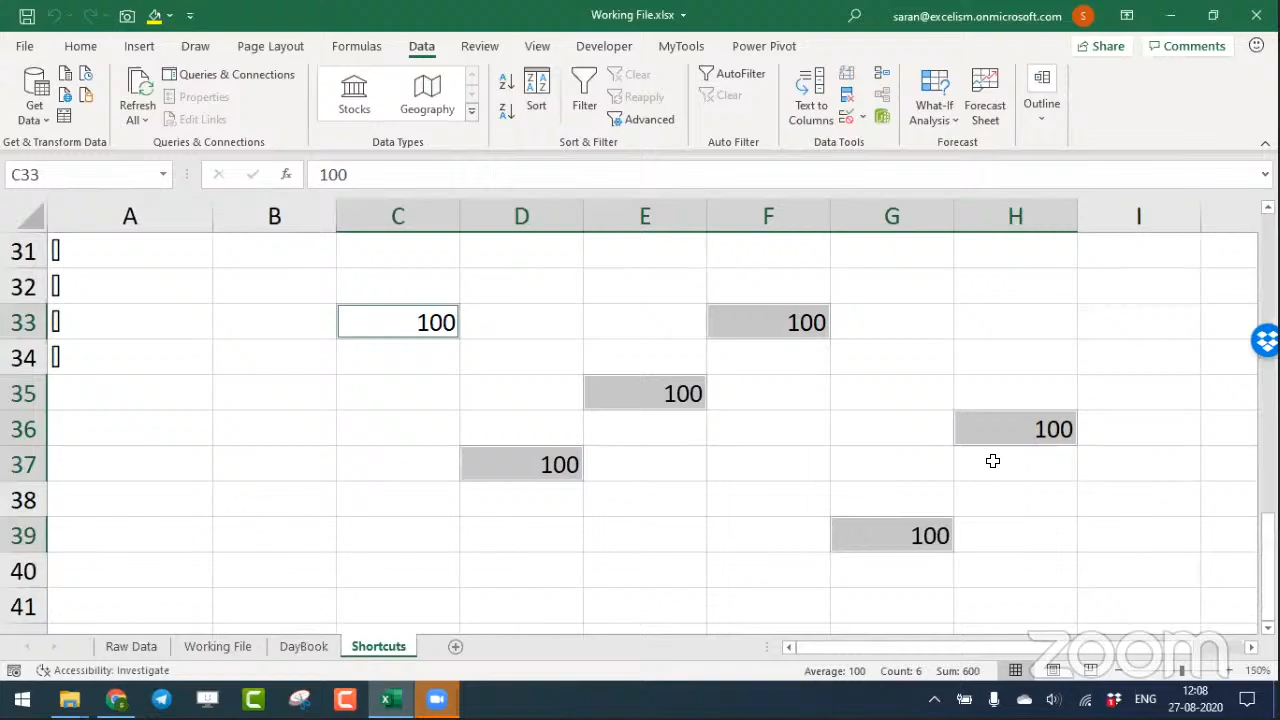 Working File.xlsx
saran@excelism.onmicrosoft.com
S
File Home Insert Draw Page Layout Formulas Data Review View Developer MyTools Power Pivot Share Comments
Get Data
Refresh All
Queries & Connections
Properties
Edit Links
Stocks
Geography
Sort
Filter
Clear
Reapply
Advanced
AutoFilter
Clear
Text to Columns
What-If Analysis
Forecast Sheet
Outline
Get & Transform Data Queries & Connections Data Types Sort & Filter Auto Filter Data Tools Forecast
C33 fx 100
A B C D E F G H I
31
32
33 100 100
34
35 100
36 100
37 100
38
39 100
40
41
Raw Data Working File DayBook Shortcuts
zoom
Accessibility: Investigate Average: 100 Count: 6 Sum: 600 150%
ENG 12:08
27-08-2020